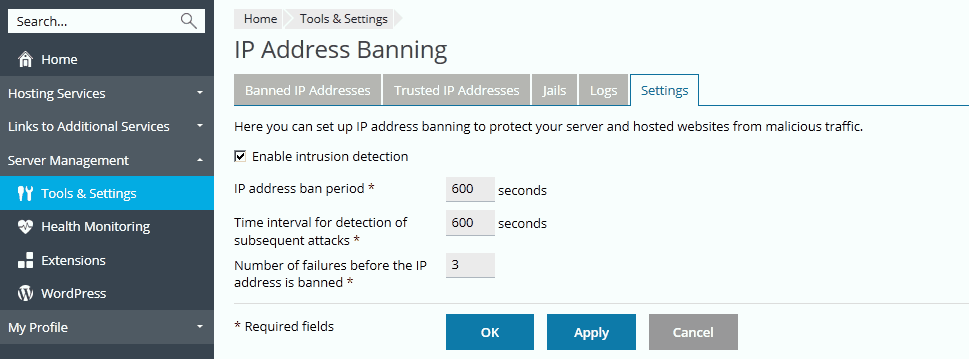 Search...
Home
Hosting Services
Links to Additional Services
Server Management
Tools & Settings
Health Monitoring
Extensions
WordPress
My Profile
Home Tools & Settings
IP Address Banning
Banned IP Addresses Trusted IP Addresses Jails Logs Settings
Here you can set up IP address banning to protect your server and hosted websites from malicious traffic.
Enable intrusion detection
IP address ban period * 600 seconds
Time interval for detection of
subsequent attacks * 600 seconds
Number of failures before the IP
address is banned * 3
* Required fields OK Apply Cancel